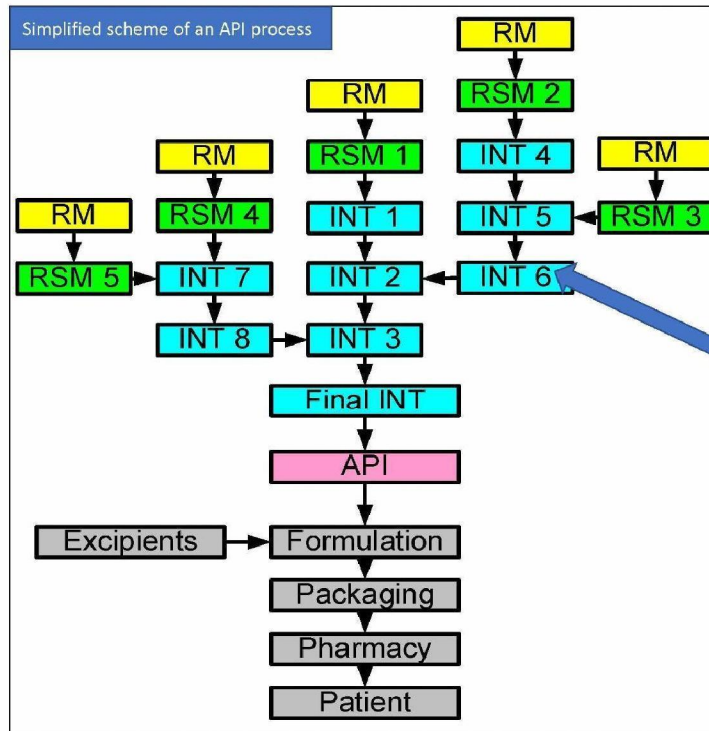 Simplified scheme of an API process
RM
RM
RSM 2
RM
RSM 1
INT 4
RM
RM
RSM 4
INT 1
INT 5
RSM 3
RSM 5
INT 7
INT 2
INT 6
INT 8
INT 3
Final INT
API
Excipients
Formulation
Packaging
Pharmacy
Patient